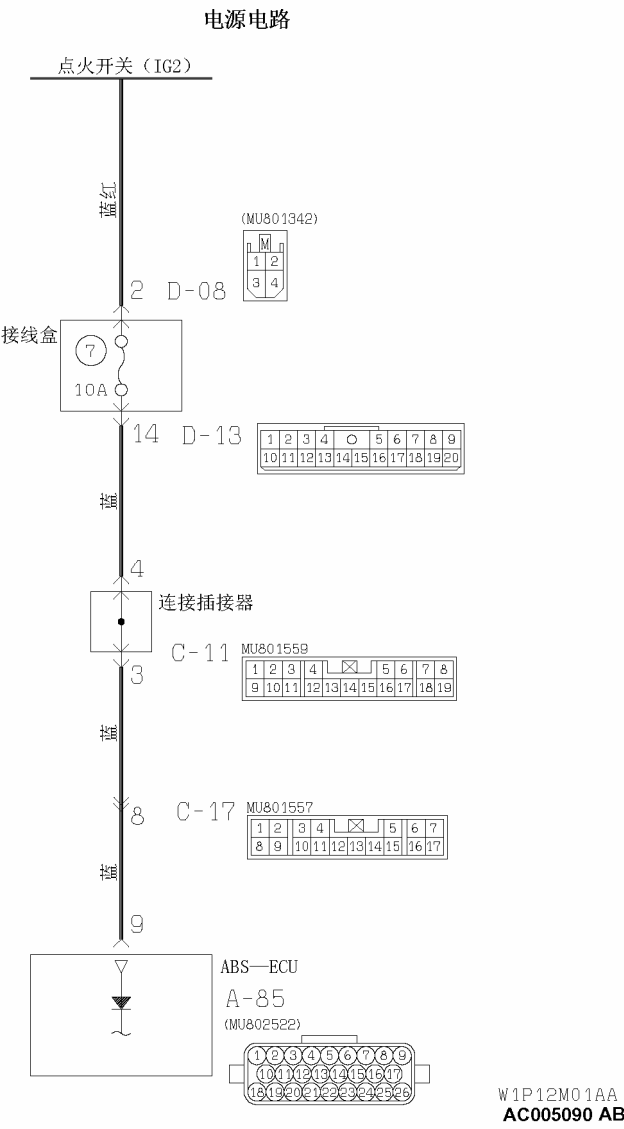 电源电路
点火开关（IG2）
蓝红
(MU801342)
M
1 2
3 4
2 D-08
接线盒
7
10A
14 D-13
1 2 3 4 5 6 7 8 9
10 11 12 13 14 15 16 17 18 19 20
蓝
4
连接插接器
C-11 MU801559
3
1 2 3 4 5 6 7 8
9 10 11 12 13 14 15 16 17 18 19
蓝
8
C-17 MU801557
1 2 3 4 5 6 7
8 9 10 11 12 13 14 15 16 17
蓝
9
ABS—ECU
A-85
(MU802522)
1 2 3 4 5 6 7 8 9
10 11 12 13 14 15 16 17
18 19 20 21 22 23 24 25 26
W1P12M01AA
AC005090 AB